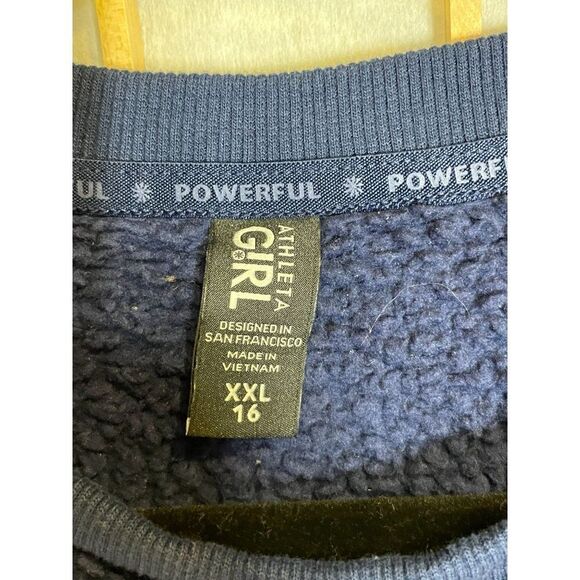 UL * POWERFUL * POWERF
ATHLETA
GIRL
DESIGNED IN
SAN FRANCISCO
MADE IN
VIETNAM
XXL
16